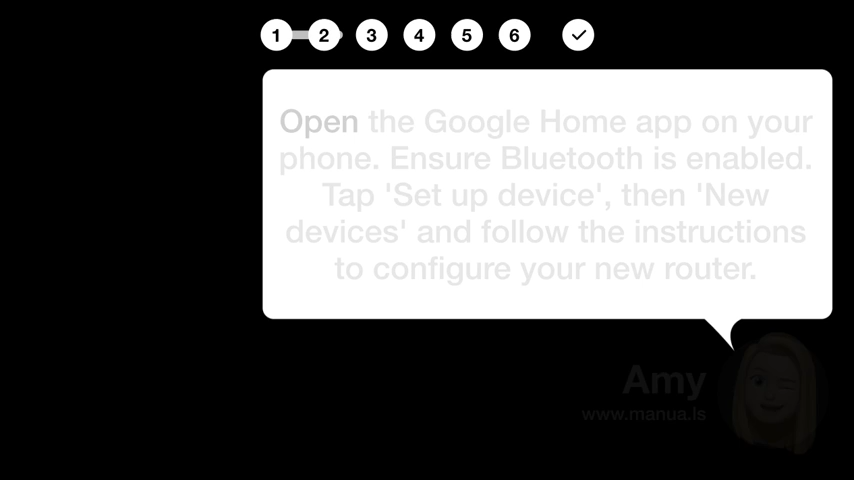 1 2 3 4 5 6
Open the Google Home app on your
phone. Ensure Bluetooth is enabled.
Tap 'Set up device', then 'New
devices' and follow the instructions
to configure your new router.
Amy
www.manua.ls